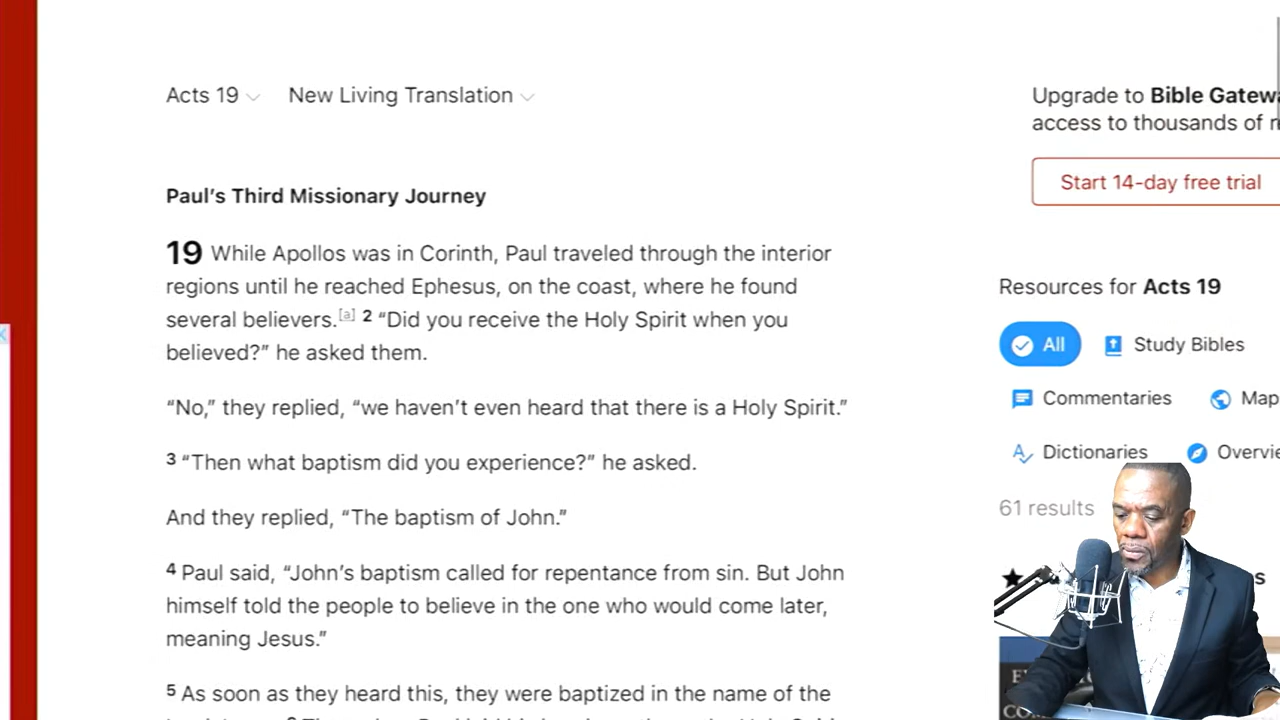 Acts 19 New Living Translation
Paul’s Third Missionary Journey
19 While Apollos was in Corinth, Paul traveled through the interior
regions until he reached Ephesus, on the coast, where he found
several believers.[a] 2 “Did you receive the Holy Spirit when you
believed?” he asked them.
“No,” they replied, “we haven’t even heard that there is a Holy Spirit.”
3 “Then what baptism did you experience?” he asked.
And they replied, “The baptism of John.”
4 Paul said, “John’s baptism called for repentance from sin. But John
himself told the people to believe in the one who would come later,
meaning Jesus.”
5 As soon as they heard this, they were baptized in the name of the
Upgrade to Bible Gatew
access to thousands of
Start 14-day free trial
Resources for Acts 19
All Study Bibles
Commentaries Map
Dictionaries Overvie
61 results